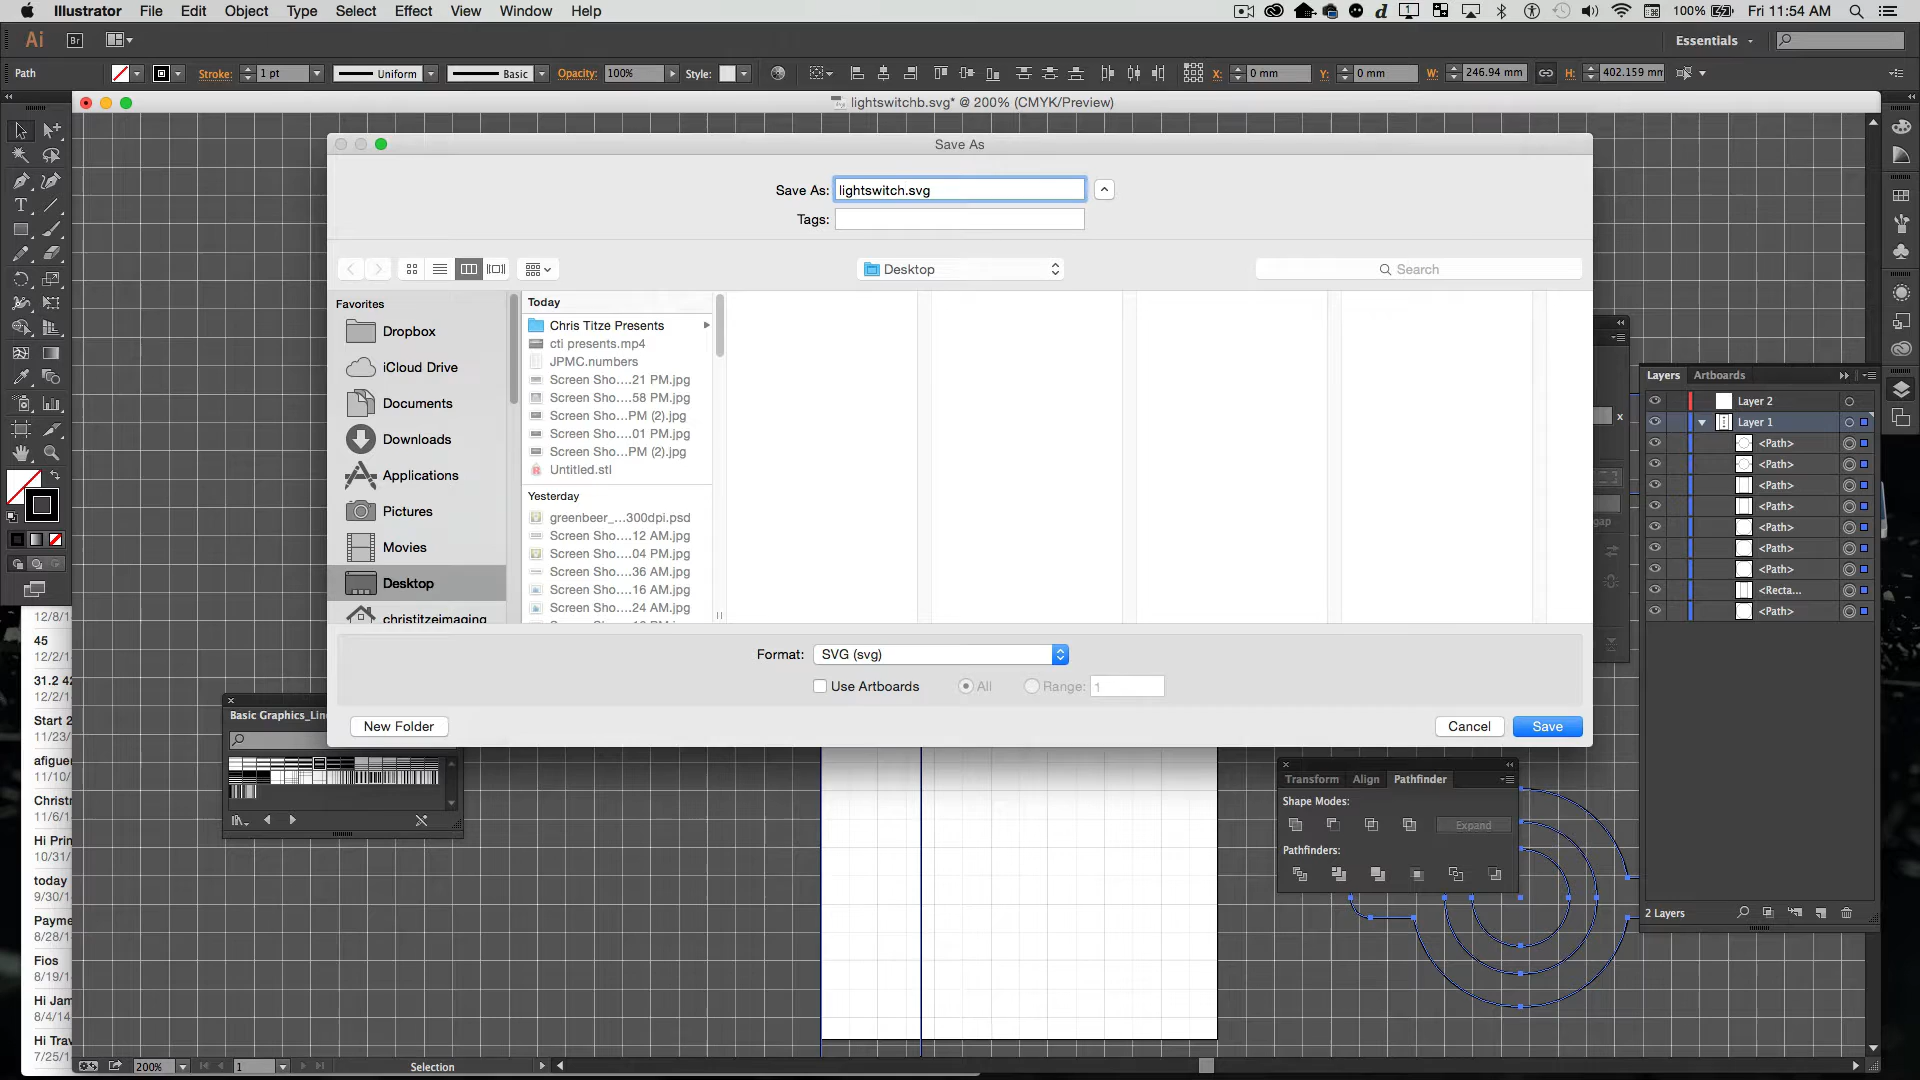 Illustrator File Edit Object Type Select Effect View Window Help 100% Fri 11:54 AM
Ai Br Essentials
Path Stroke: 1 pt Uniform Basic Opacity: 100% Style: X: 0 mm Y: 0 mm W: 246.94 mm H: 402.159 mm
lightswitchb.svg* @ 200% (CMYK/Preview)
Save As
Save As: lightswitch.svg
Tags:
Desktop
Search
Favorites
Dropbox
iCloud Drive
Documents
Downloads
Applications
Pictures
Movies
Desktop
christitzeimaging
Today
Chris Titze Presents
cti presents.mp4
JPMC.numbers
Screen Sho....21 PM.jpg
Screen Sho....58 PM.jpg
Screen Sho...PM (2).jpg
Screen Sho....01 PM.jpg
Screen Sho...PM (2).jpg
Untitled.stl
Yesterday
greenbeer_...300dpi.psd
Screen Sho....12 AM.jpg
Screen Sho....04 PM.jpg
Screen Sho....36 AM.jpg
Screen Sho....16 AM.jpg
Screen Sho....24 AM.jpg
Format: SVG (svg)
Use Artboards All Range: 1
New Folder Cancel Save
Layers Artboards
Layer 2
Layer 1
<Path>
<Path>
<Path>
<Path>
<Path>
<Path>
<Path>
<Recta...
<Path>
2 Layers
gap
12/8/1
45
12/2/1
31.2 42
12/2/1
Start 2
11/23/
afiguer
11/10/
Christm
11/6/1
Hi Prin
10/31/
today
9/30/1
Payme
8/28/1
Fios
8/19/1
Hi Jam
8/4/14
Hi Trav
7/25/1
Basic Graphics_Line
Transform Align Pathfinder
Shape Modes:
Expand
Pathfinders:
200% 1 Selection